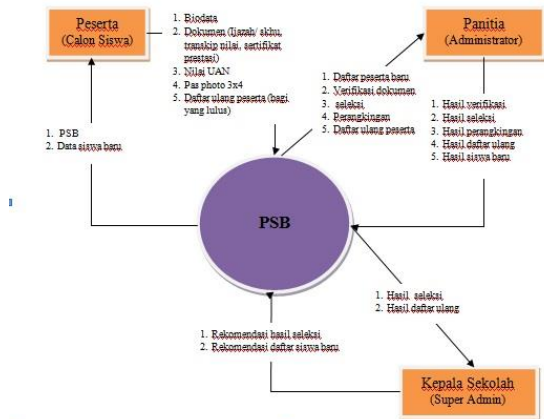 Peserta
(Calon Siswa)
1. Biodata
2. Dokumen (Ijazah/ skhu,
transkip nilai, sertifikat
prestasi)
3. Nilai UAN
4. Pas photo 3x4
5. Daftar ulang peserta (bagi
yang lulus)
Panitia
(Administrator)
1. Daftar peserta baru
2. Verifikasi dokumen
3. seleksi
4. Perangkingan
5. Daftar ulang peserta
1. Hasil verifikasi
2. Hasil seleksi
3. Hasil perangkingan
4. Hasil daftar ulang
5. Hasil siswa baru
1. PSB
2. Data siswa baru
PSB
1. Hasil seleksi
2. Hasil daftar ulang
1. Rekomendasi hasil seleksi
2. Rekomendasi daftar siswa baru
Kepala Sekolah
(Super Admin)